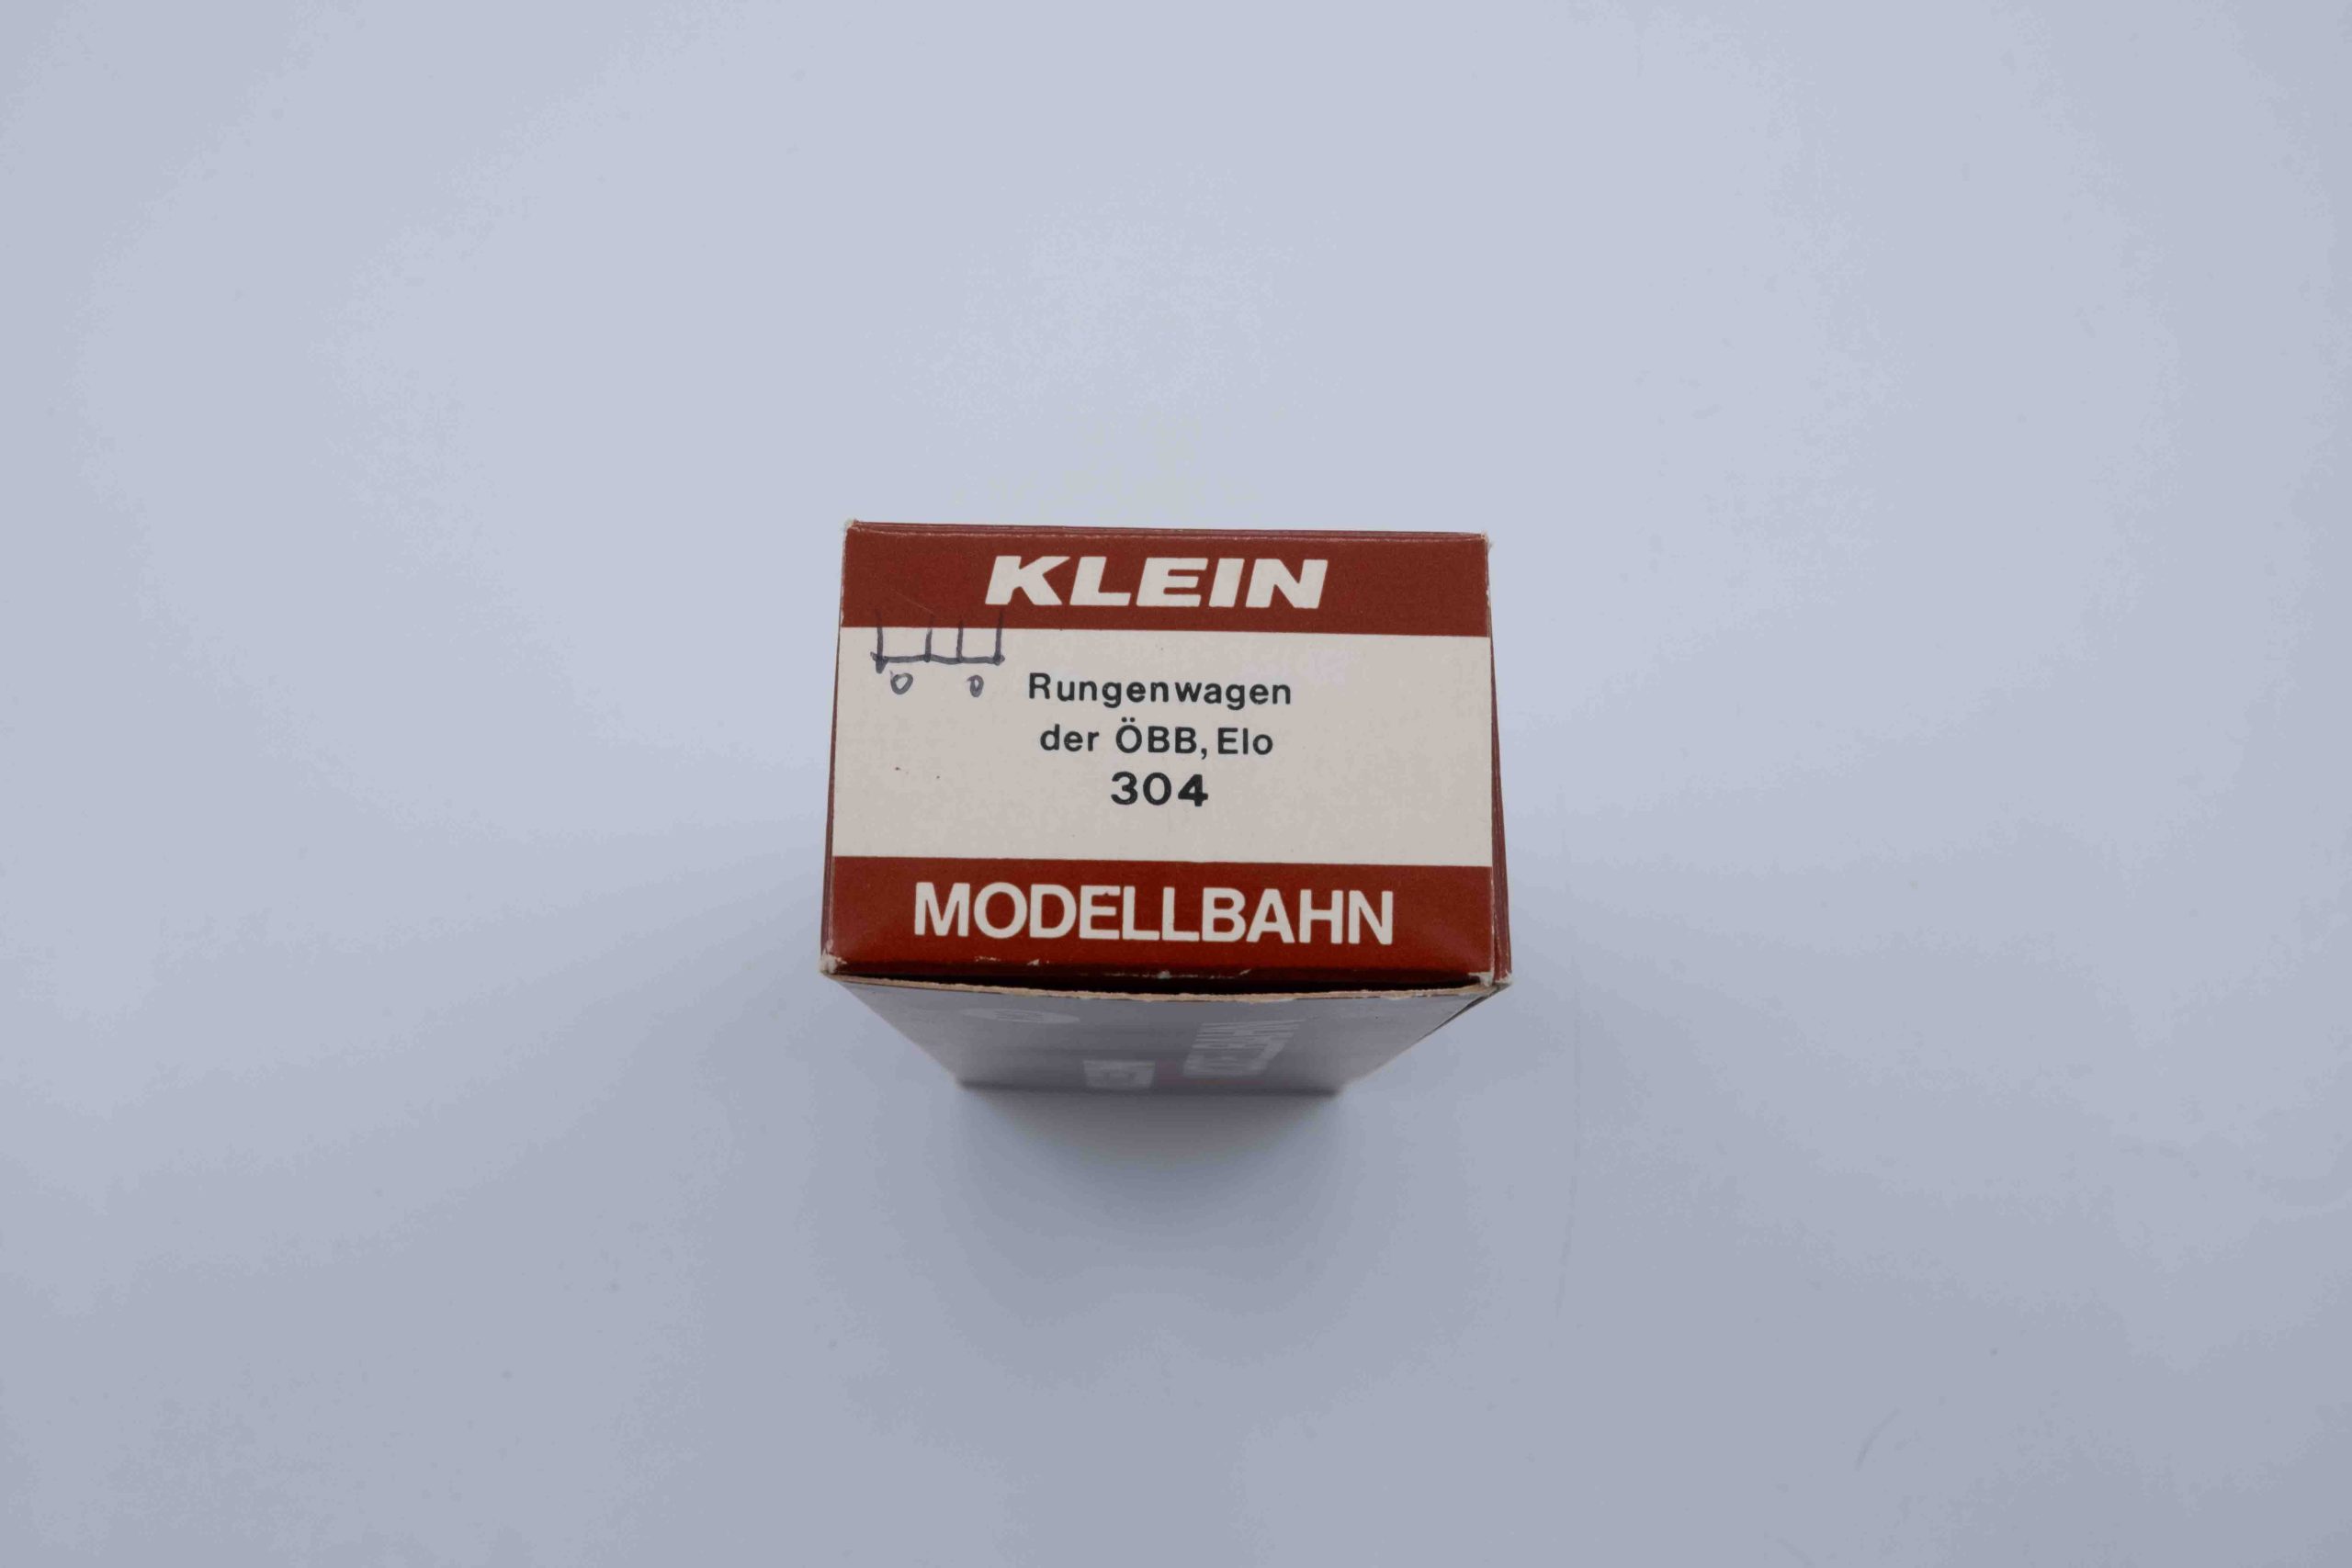 KLEIN
Rungenwagen
der ÖBB, Elo
304
MODELLBAHN